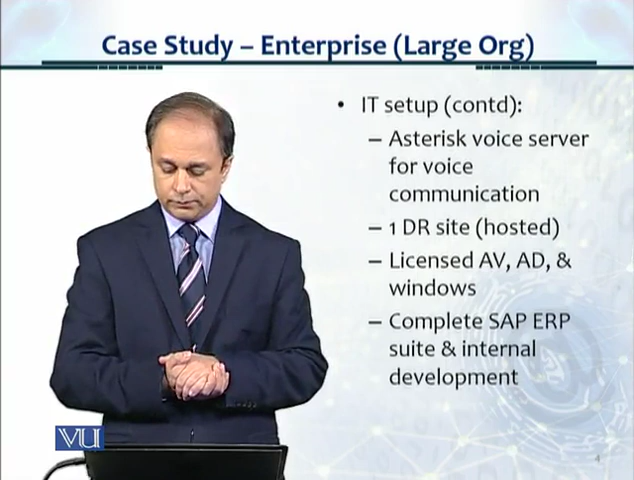 Case Study – Enterprise (Large Org)
• IT setup (contd):
– Asterisk voice server
for voice
communication
– 1 DR site (hosted)
– Licensed AV, AD, &
windows
– Complete SAP ERP
suite & internal
development
VU
4